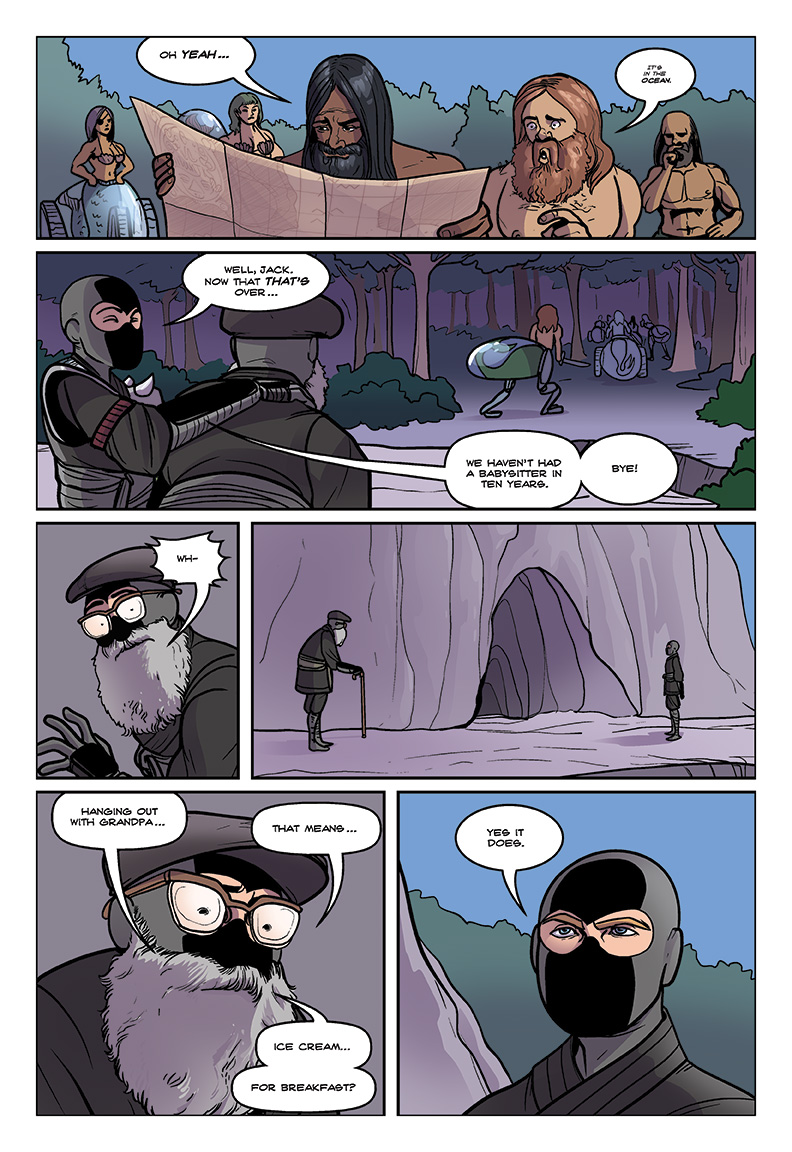 OH YEAH...
IT'S
IN THE
OCEAN.
WELL, JACK.
NOW THAT THAT'S
OVER...
WE HAVEN'T HAD
A BABYSITTER IN
TEN YEARS.
BYE!
WH-
HANGING OUT
WITH GRANDPA...
THAT MEANS...
ICE CREAM...
FOR BREAKFAST?
YES IT
DOES.